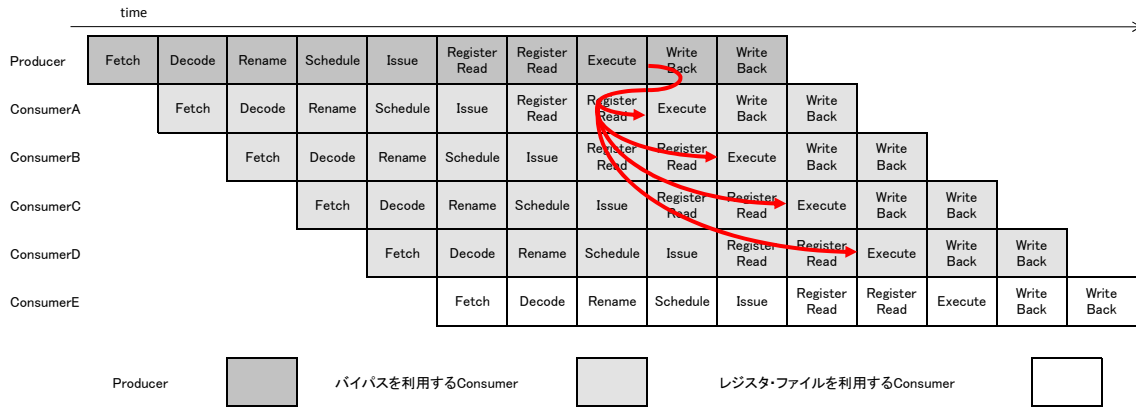 time
Producer Fetch Decode Rename Schedule Issue Register Read Register Read Execute Write Back Write Back
ConsumerA Fetch Decode Rename Schedule Issue Register Read Register Read Execute Write Back Write Back
ConsumerB Fetch Decode Rename Schedule Issue Register Read Register Read Execute Write Back Write Back
ConsumerC Fetch Decode Rename Schedule Issue Register Read Register Read Execute Write Back Write Back
ConsumerD Fetch Decode Rename Schedule Issue Register Read Register Read Execute Write Back Write Back
ConsumerE Fetch Decode Rename Schedule Issue Register Read Register Read Execute Write Back Write Back
Producer バイパスを利用するConsumer レジスタ・ファイルを利用するConsumer